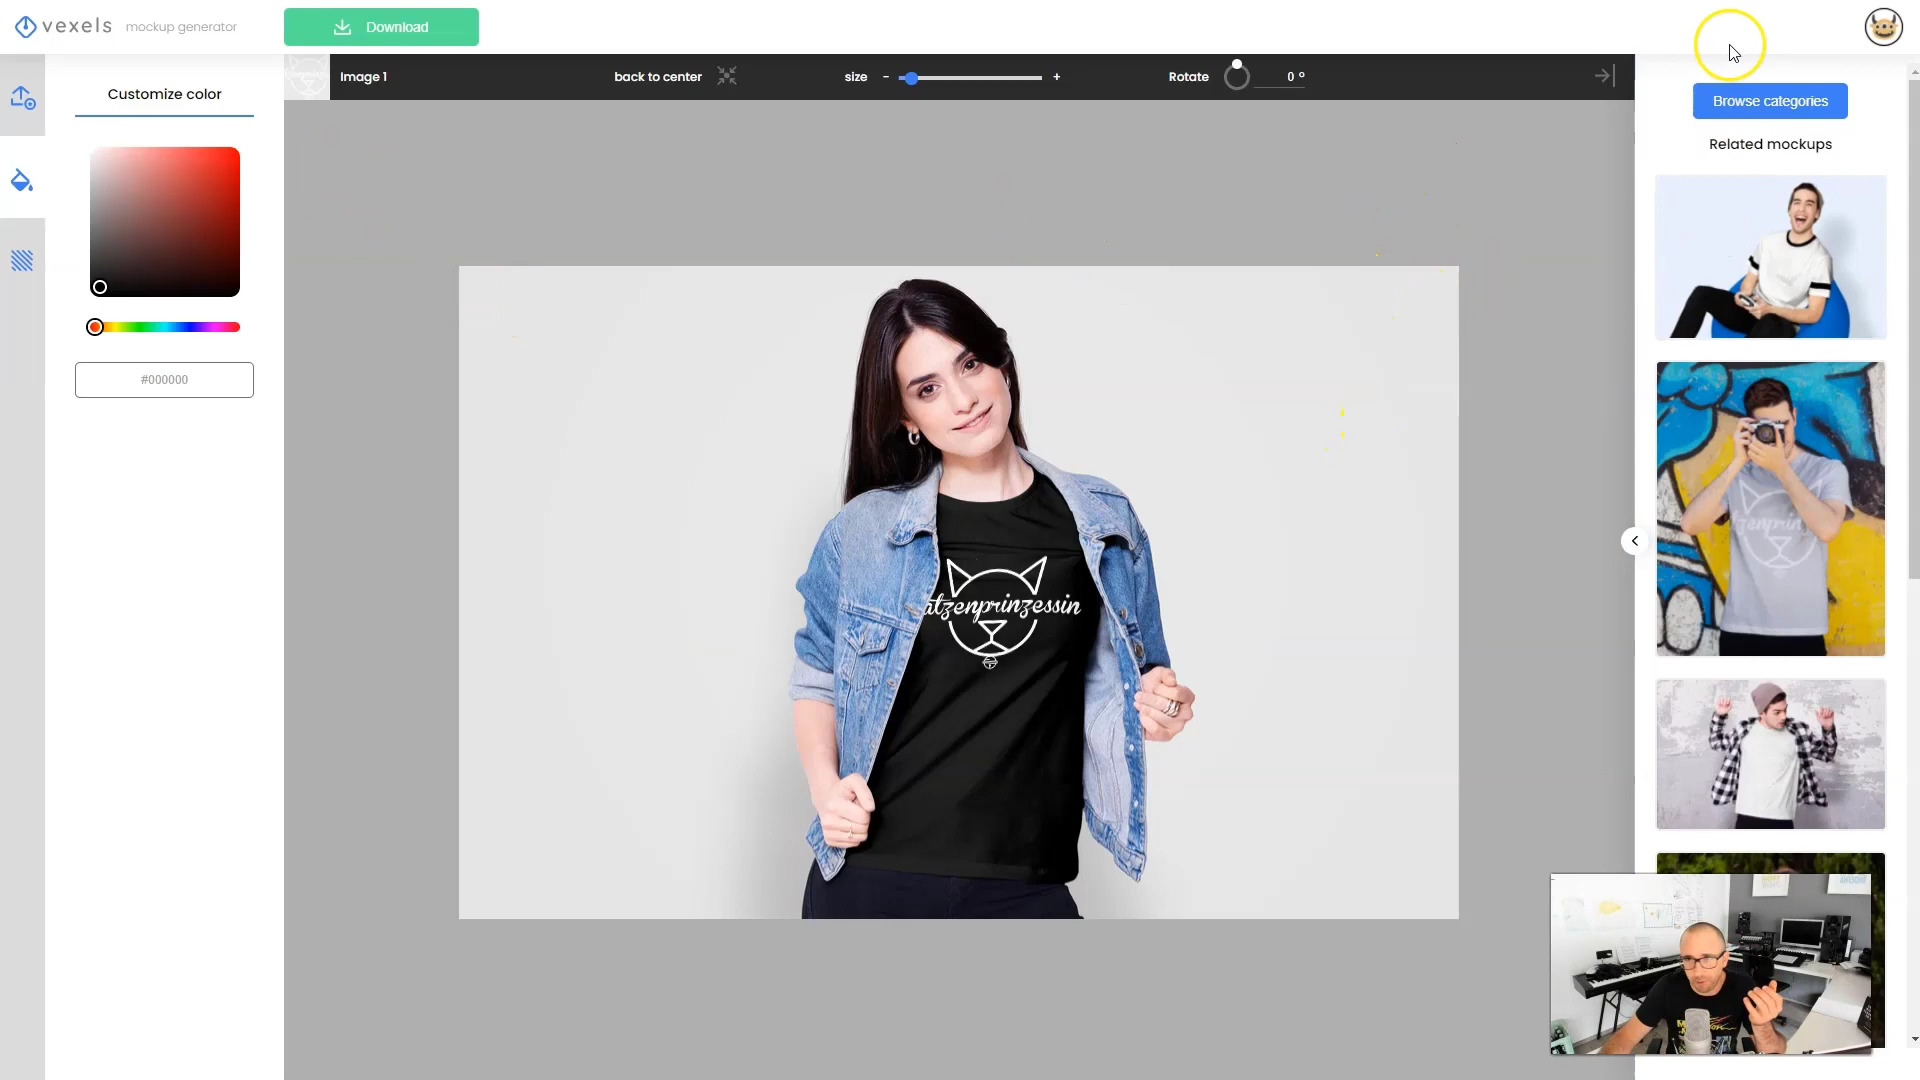 vexels mockup generator
Download
Image 1
back to center
size - +
Rotate 0 º
Browse categories
Customize color
Related mockups
#000000
atzenprinzessin